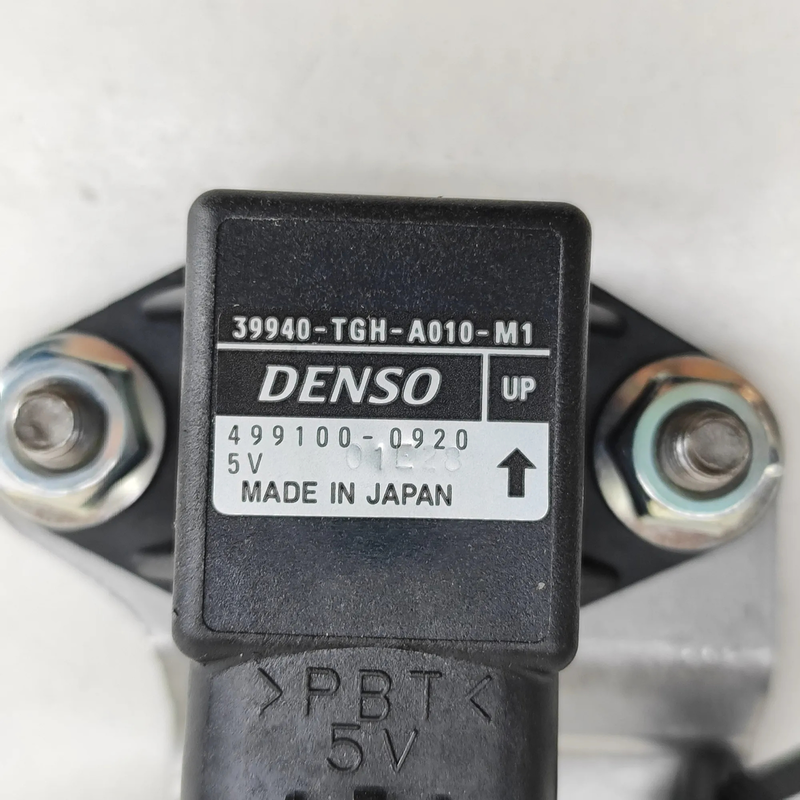 39940-TGH-A010-M1
DENSO UP
499100-0920
5V
MADE IN JAPAN
↑
>PBT<
5V